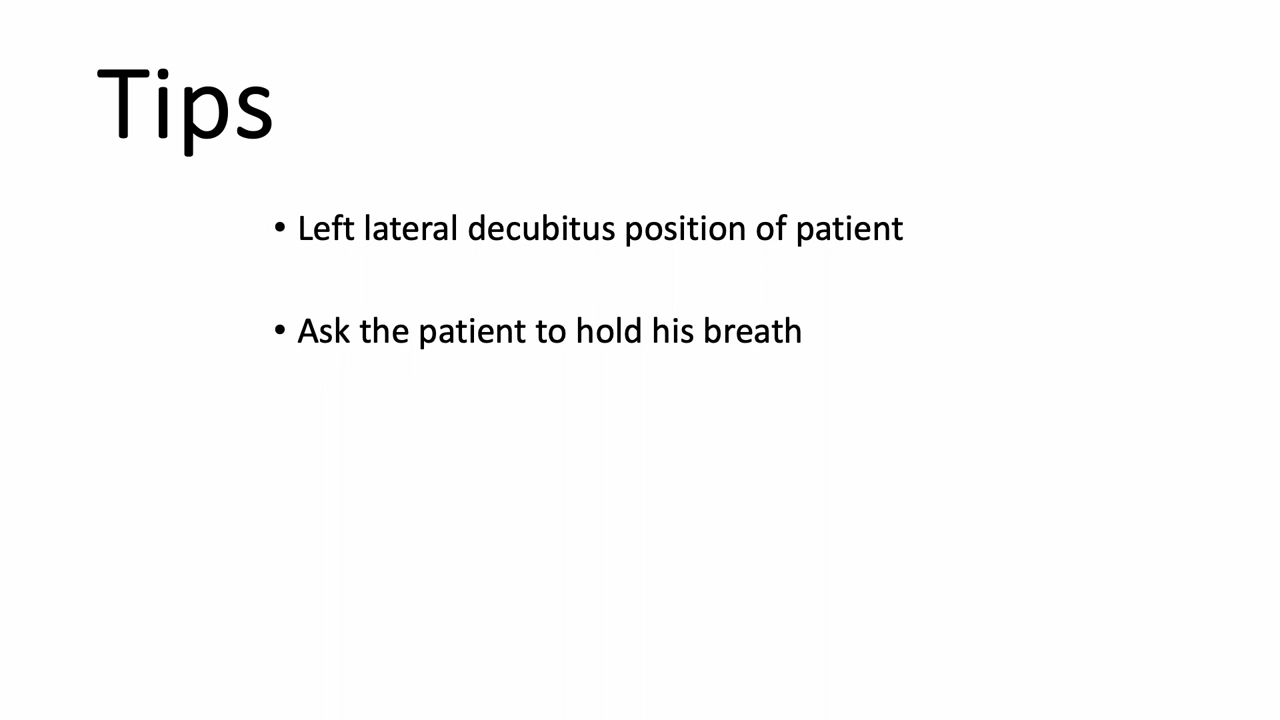 Tips
• Left lateral decubitus position of patient
• Ask the patient to hold his breath